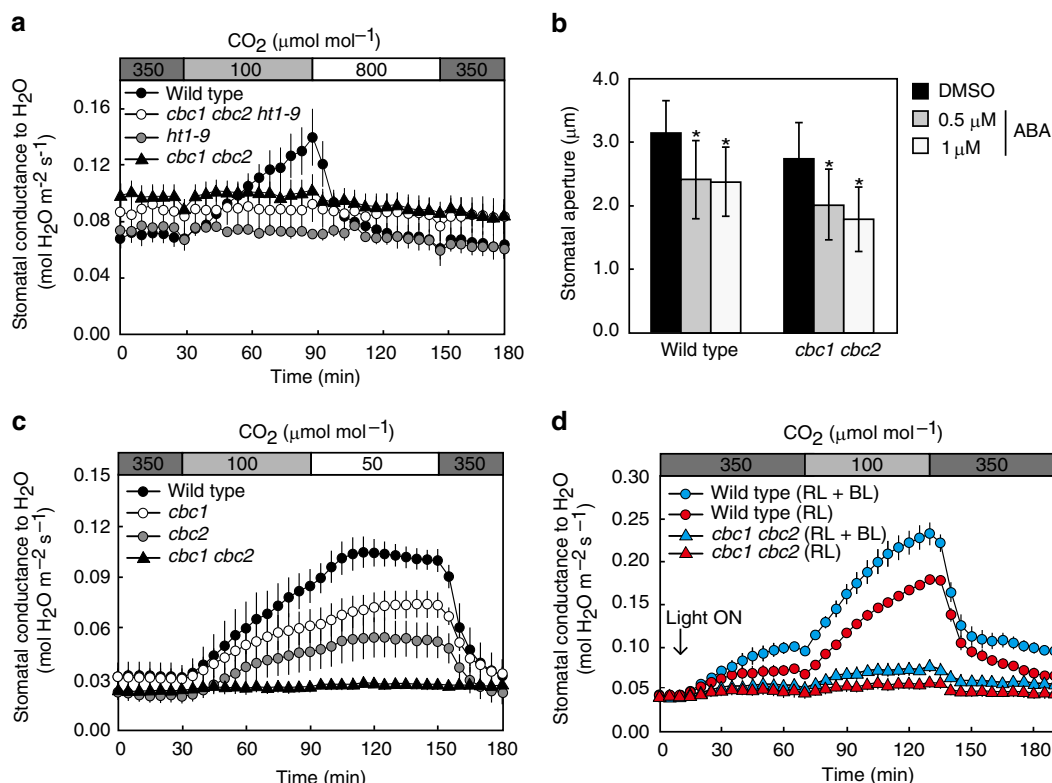 a
CO2 (μmol mol−1)
350 100 800 350
Stomatal conductance to H2O
(mol H2O m-2 s−1)
0.16
0.12
0.08
0.04
0.00
Wild type
cbc1 cbc2 ht1-9
ht1-9
cbc1 cbc2
0 30 60 90 120 150 180
Time (min)
b
Stomatal aperture (μm)
4.0
3.0
2.0
1.0
0.0
* * * *
Wild type cbc1 cbc2
DMSO
0.5 μM
1 μM
ABA
c
CO2 (μmol mol−1)
350 100 50 350
Stomatal conductance to H2O
(mol H2O m−2 s−1)
0.15
0.12
0.09
0.06
0.03
0.00
Wild type
cbc1
cbc2
cbc1 cbc2
0 30 60 90 120 150 180
Time (min)
d
CO2 (μmol mol−1)
350 100 350
Stomatal conductance to H2O
(mol H2O m−2 s−1)
0.30
0.25
0.20
0.15
0.10
0.05
0.00
Wild type (RL + BL)
Wild type (RL)
cbc1 cbc2 (RL + BL)
cbc1 cbc2 (RL)
Light ON
0 30 60 90 120 150 180
Time (min)